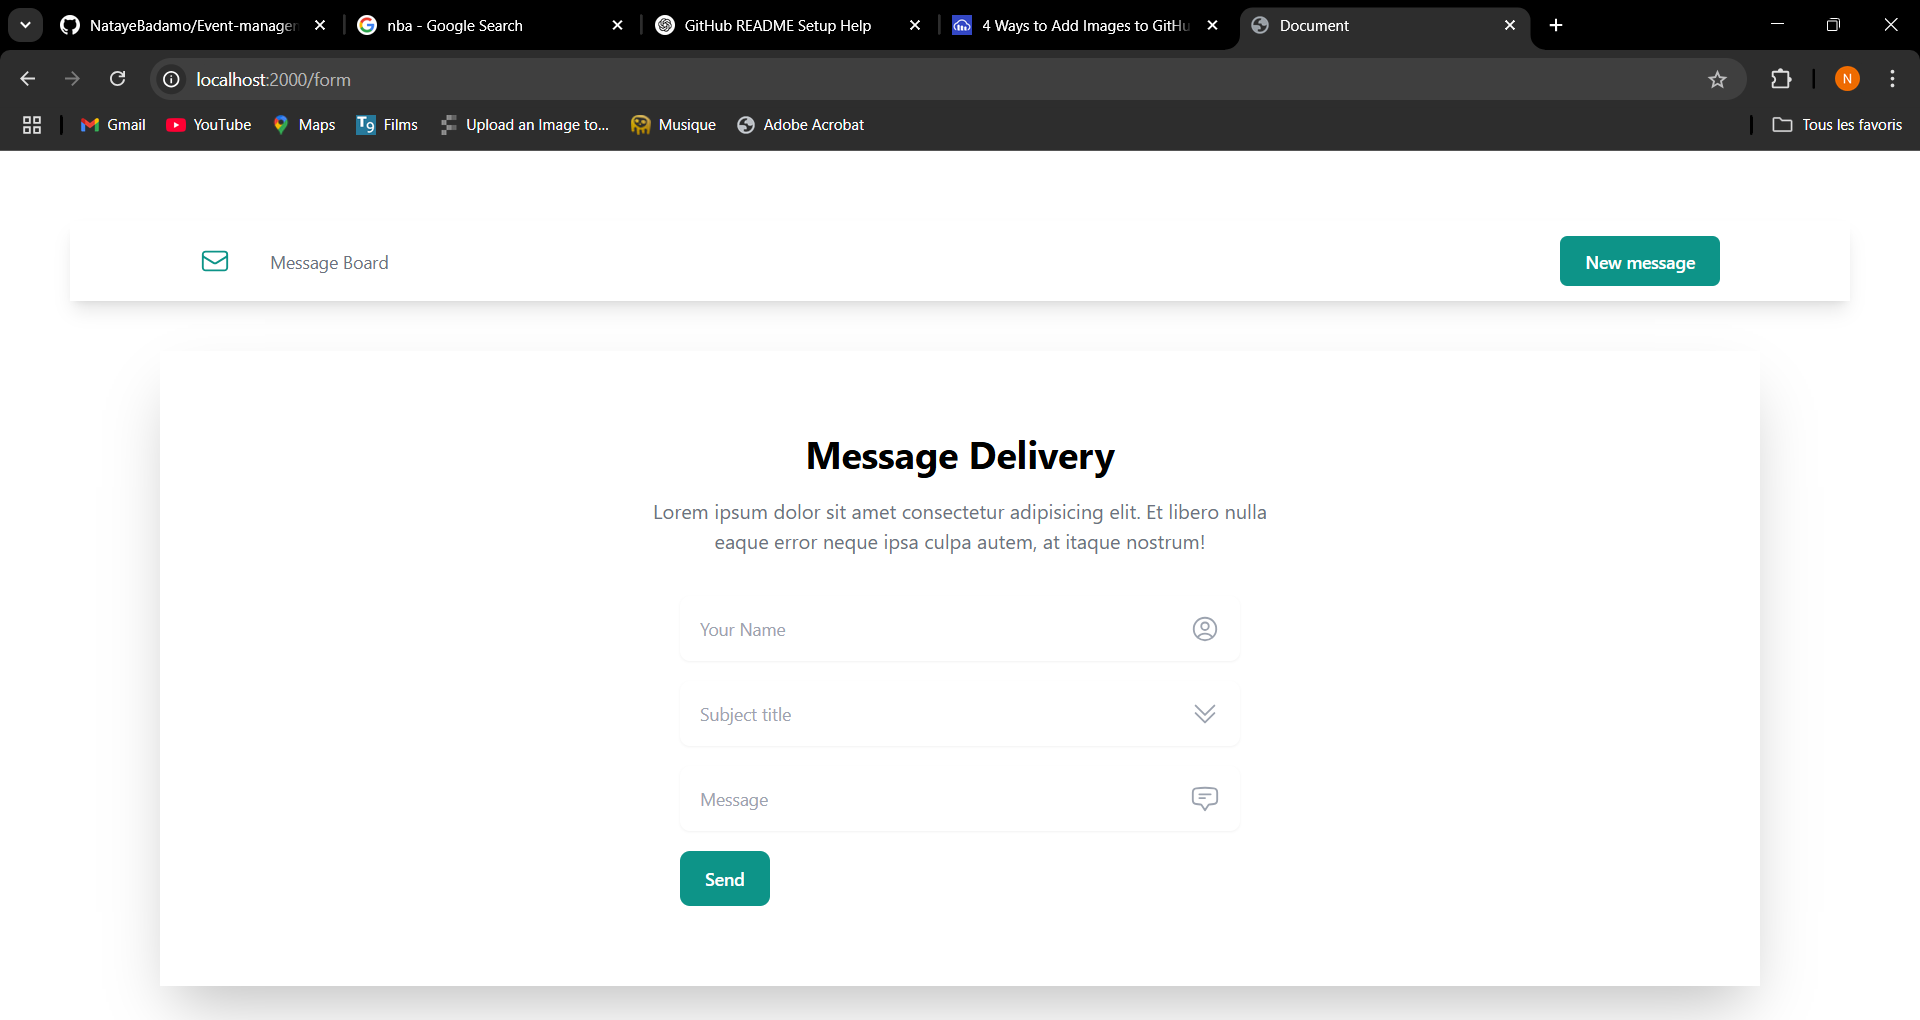 NatayeBadamo/Event-manager
nba - Google Search
GitHub README Setup Help
4 Ways to Add Images to GitHu
Document
localhost:2000/form
N
Gmail
YouTube
Maps
T9 Films
Upload an Image to...
Musique
Adobe Acrobat
Tous les favoris
Message Board
New message
Message Delivery
Lorem ipsum dolor sit amet consectetur adipisicing elit. Et libero nulla
eaque error neque ipsa culpa autem, at itaque nostrum!
Your Name
Subject title
Message
Send